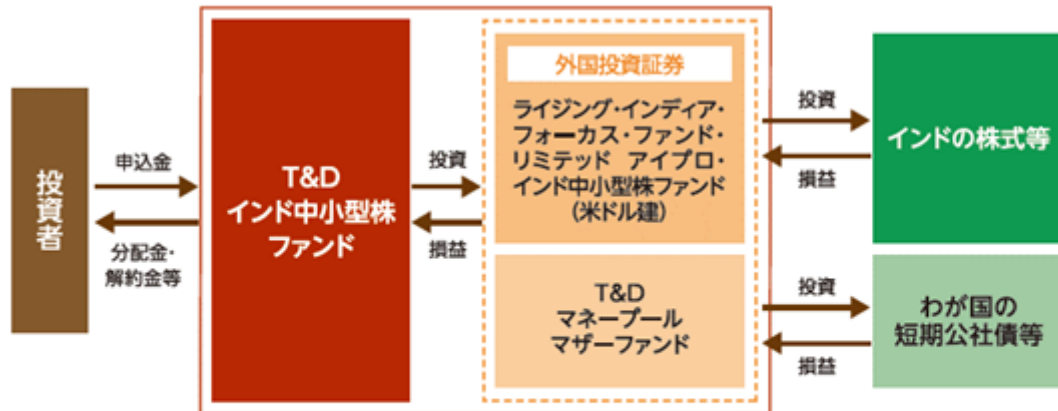 投資者
申込金
分配金・
解約金等
T&D
インド中小型株
ファンド
投資
損益
外国投資証券
ライジング・インディア・
フォーカス・ファンド・
リミテッド アイプロ・
インド中小型株ファンド
(米ドル建)
T&D
マネープール
マザーファンド
投資
損益
インドの株式等
投資
損益
わが国の
短期公社債等